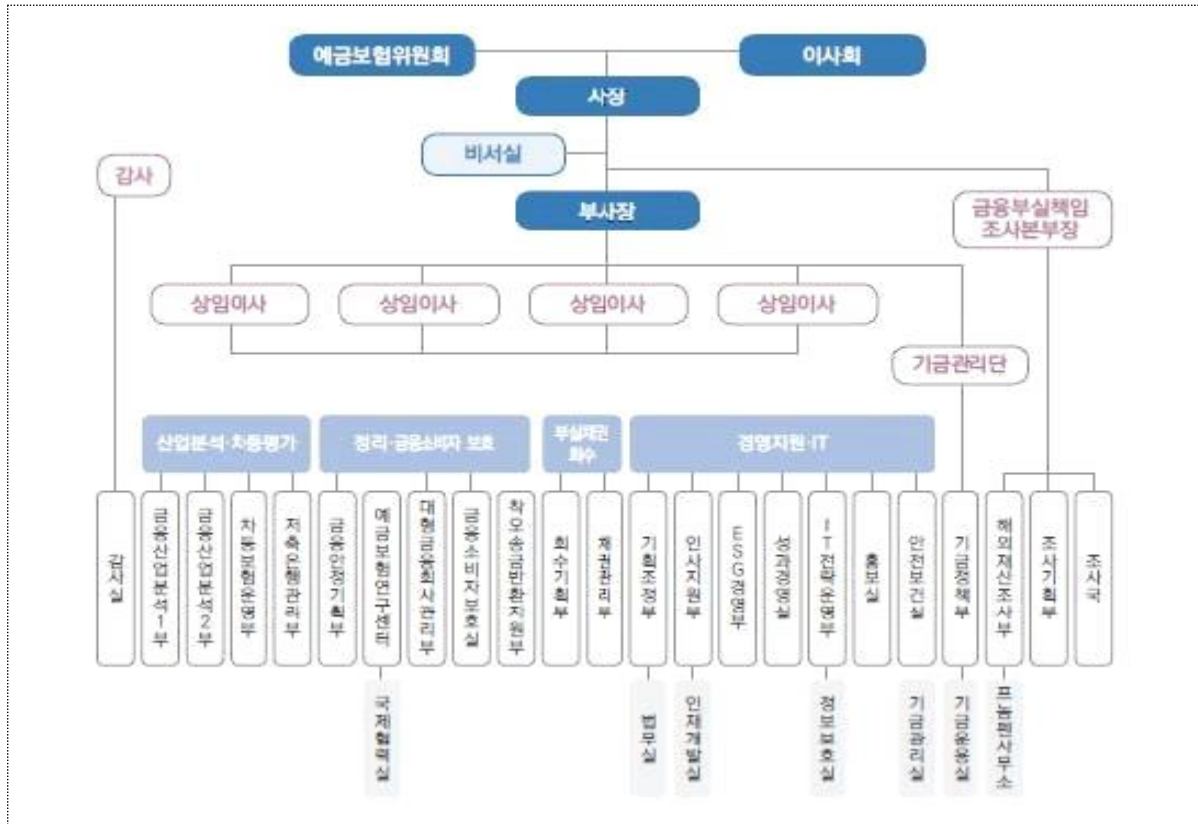 예금보험위원회
이사회
사장
비서실
감사
부사장
금융부실책임
조사본부장
상임이사
상임이사
상임이사
상임이사
기금관리단
산업분석·차등평가
정리·금융소비자 보호
부실채권
회수
경영지원·IT
감사실
금융산업분석1부
금융산업분석2부
차등보험운영부
저축은행관리부
금융안정기획부
예금보험연구센터
대형금융회사관리부
금융소비자보호실
착오송금반환지원부
회수기획부
채권관리부
기획조정부
인사지원부
ESG경영부
성과경영실
IT전략운영부
홍보실
안전보건실
기금정책부
해외재산조사부
조사기획부
조사국
국제협력실
법무실
인재개발실
정보보호실
기금관리실
기금운용실
프놈펜사무소